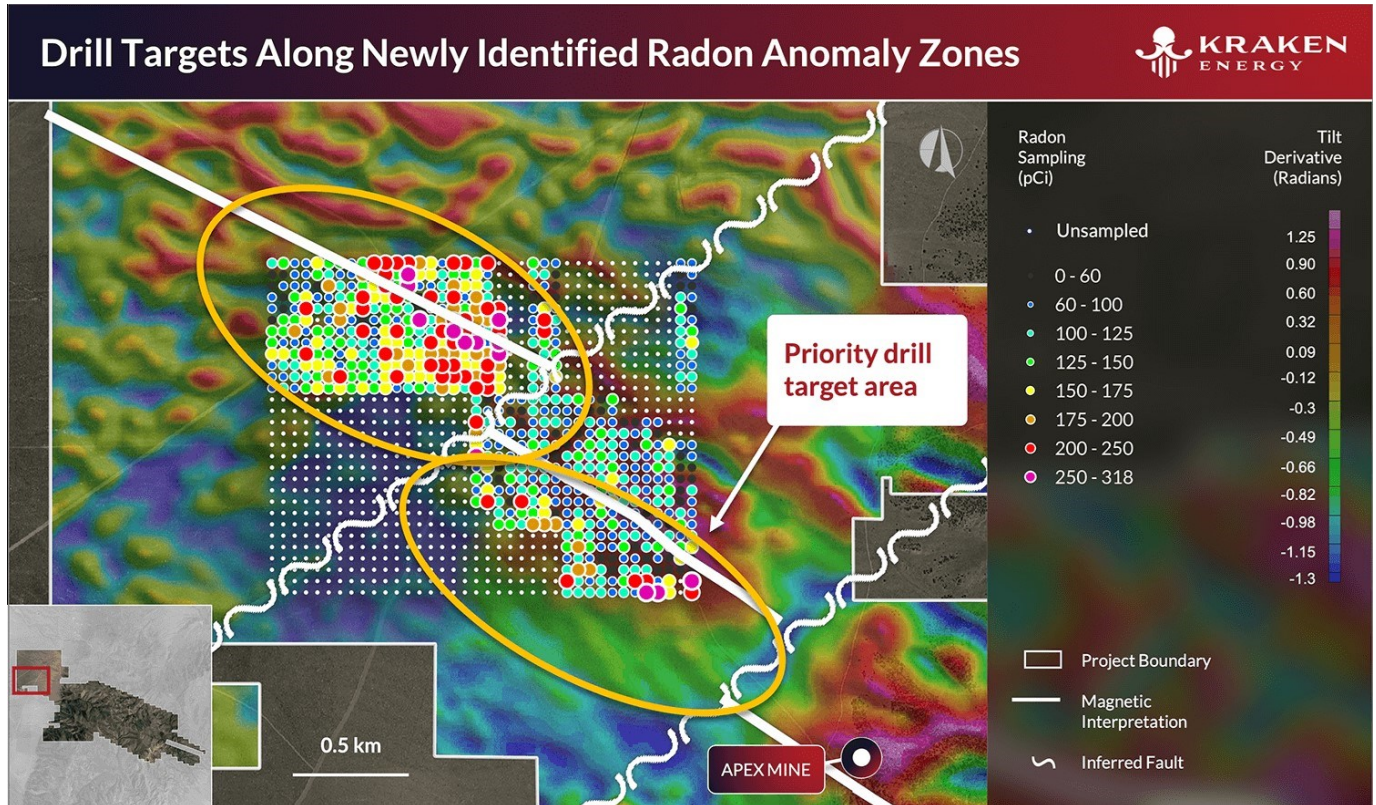 Drill Targets Along Newly Identified Radon Anomaly Zones
KRAKEN
ENERGY
Priority drill
target area
0.5 km
APEX MINE
Radon
Sampling
(pCi)
Unsampled
0 - 60
60 - 100
100 - 125
125 - 150
150 - 175
175 - 200
200 - 250
250 - 318
Tilt
Derivative
(Radians)
1.25
0.90
0.60
0.32
0.09
-0.12
-0.3
-0.49
-0.66
-0.82
-0.98
-1.15
-1.3
Project Boundary
Magnetic
Interpretation
Inferred Fault